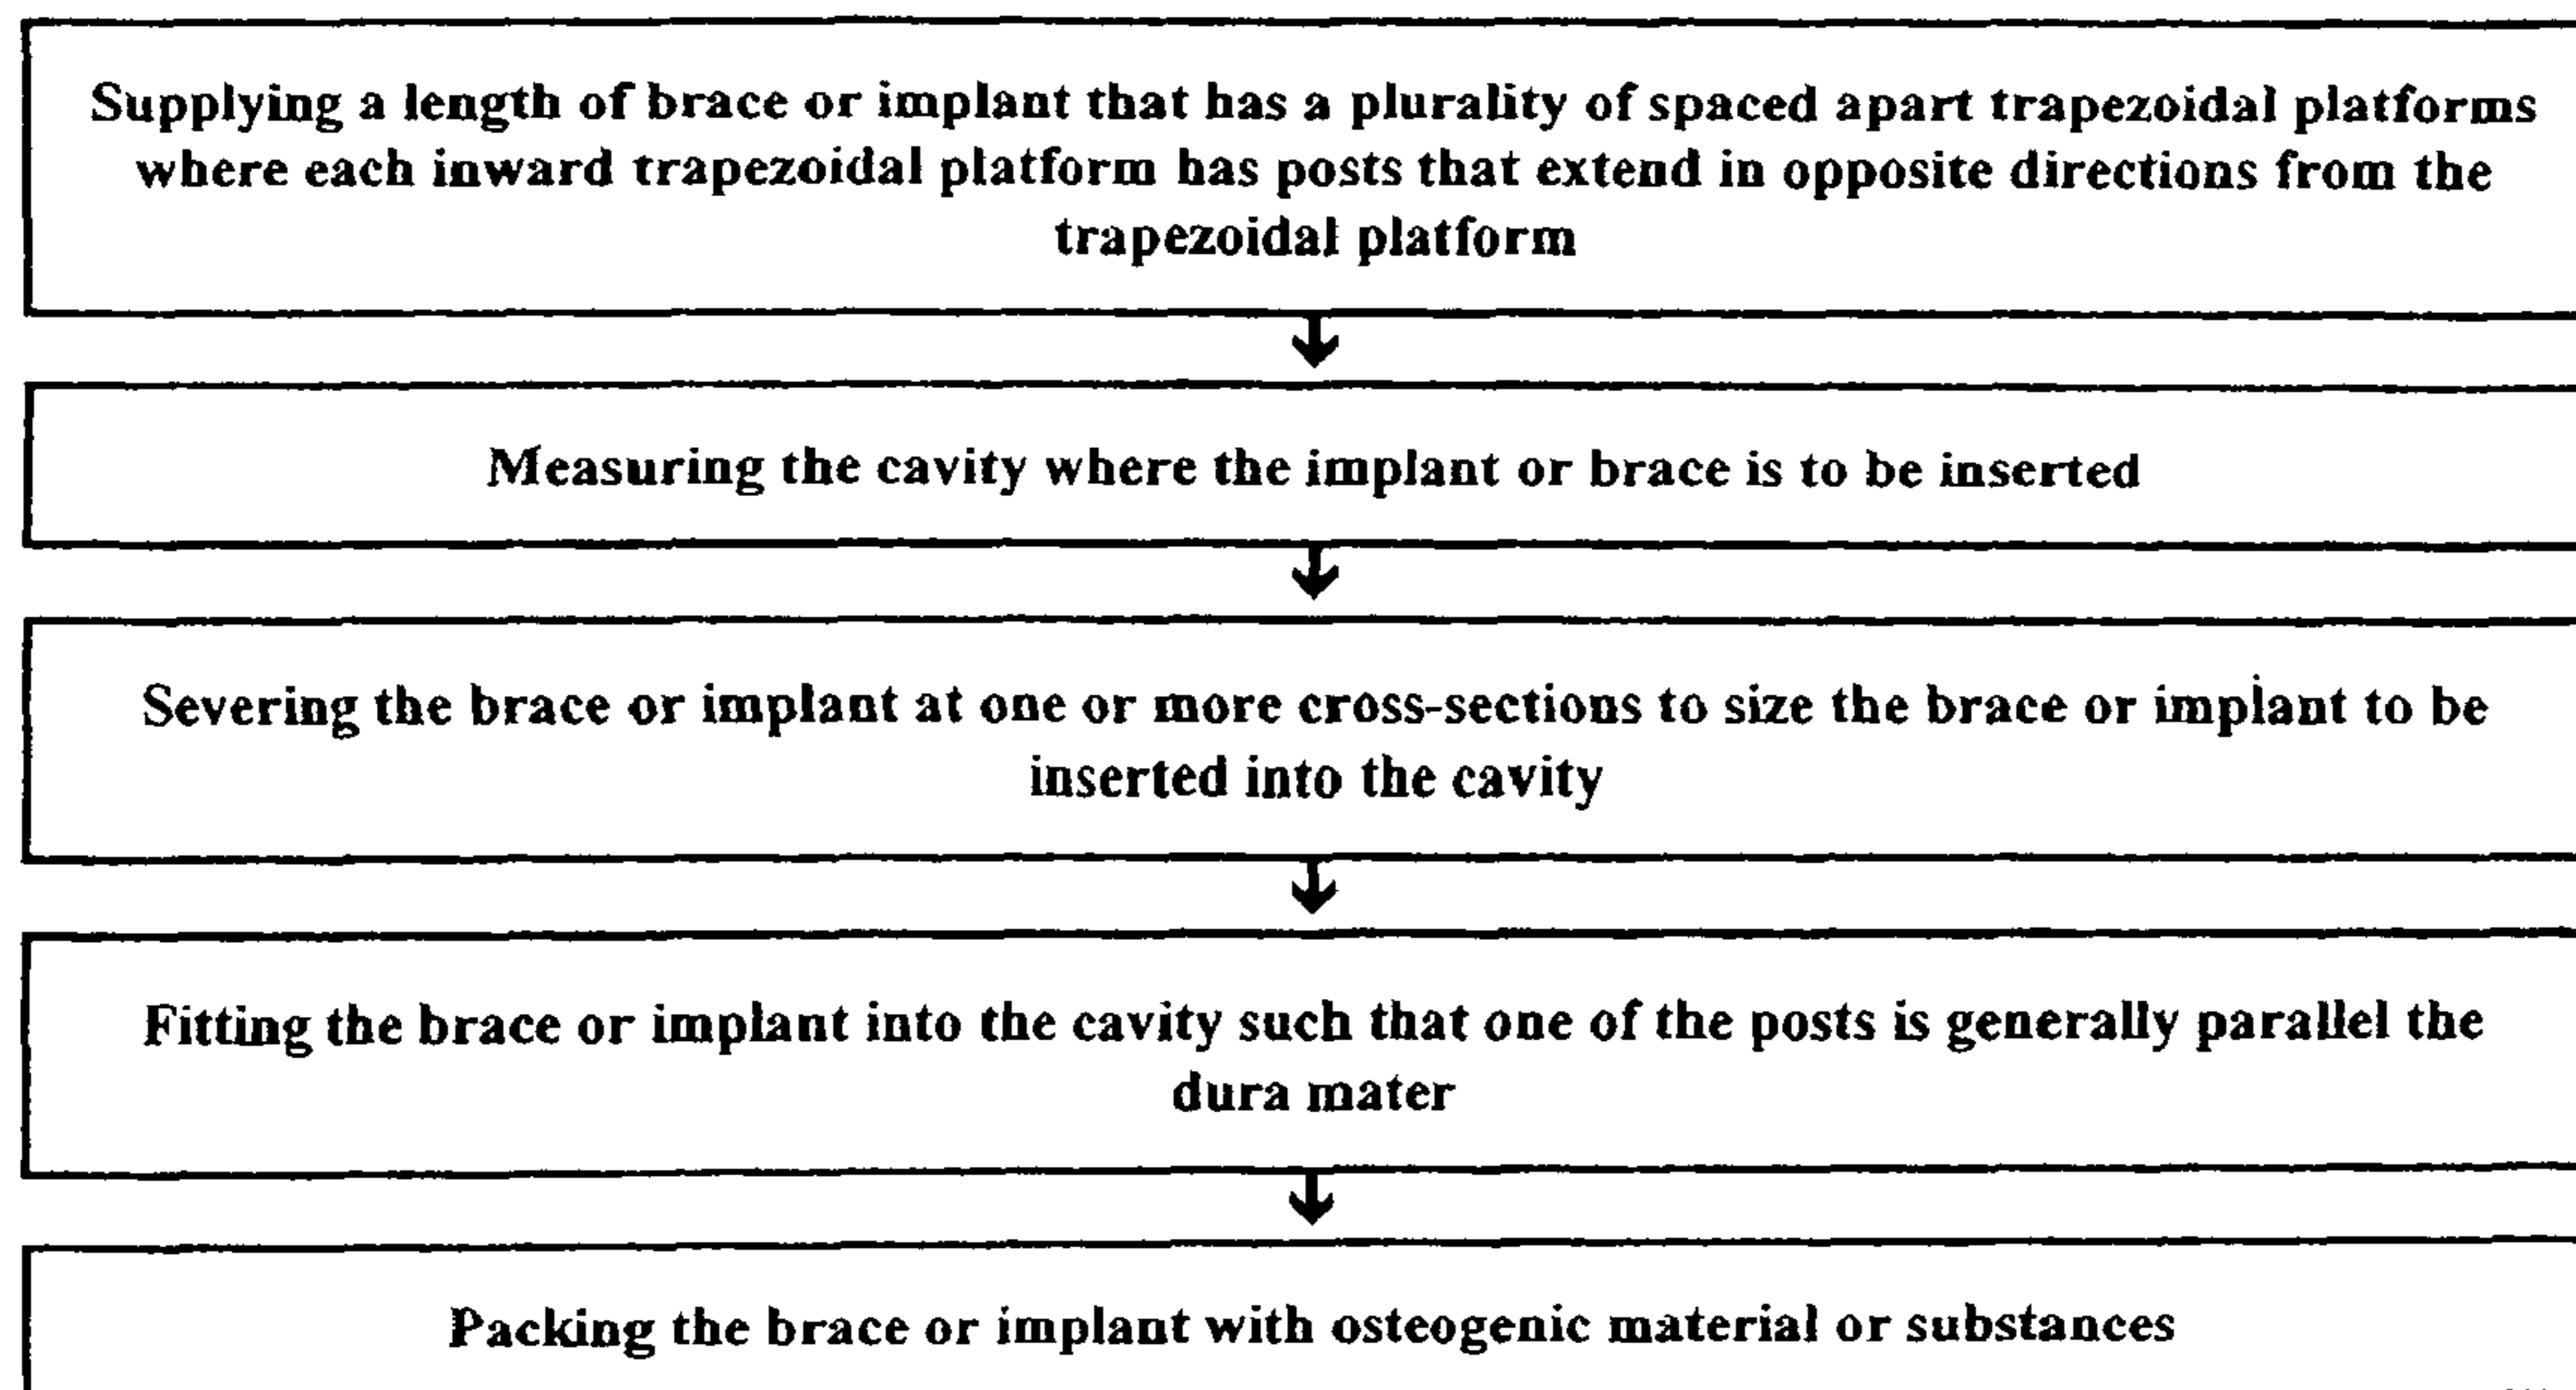 Supplying a length of brace or implant that has a plurality of spaced apart trapezoidal platforms
where each inward trapezoidal platform has posts that extend in opposite directions from the
trapezoidal platform
Measuring the cavity where the implant or brace is to be inserted
Severing the brace or implant at one or more cross-sections to size the brace or implant to be
inserted into the cavity
Fitting the brace or implant into the cavity such that one of the posts is generally parallel the
dura mater
Packing the brace or implant with osteogenic material or substances